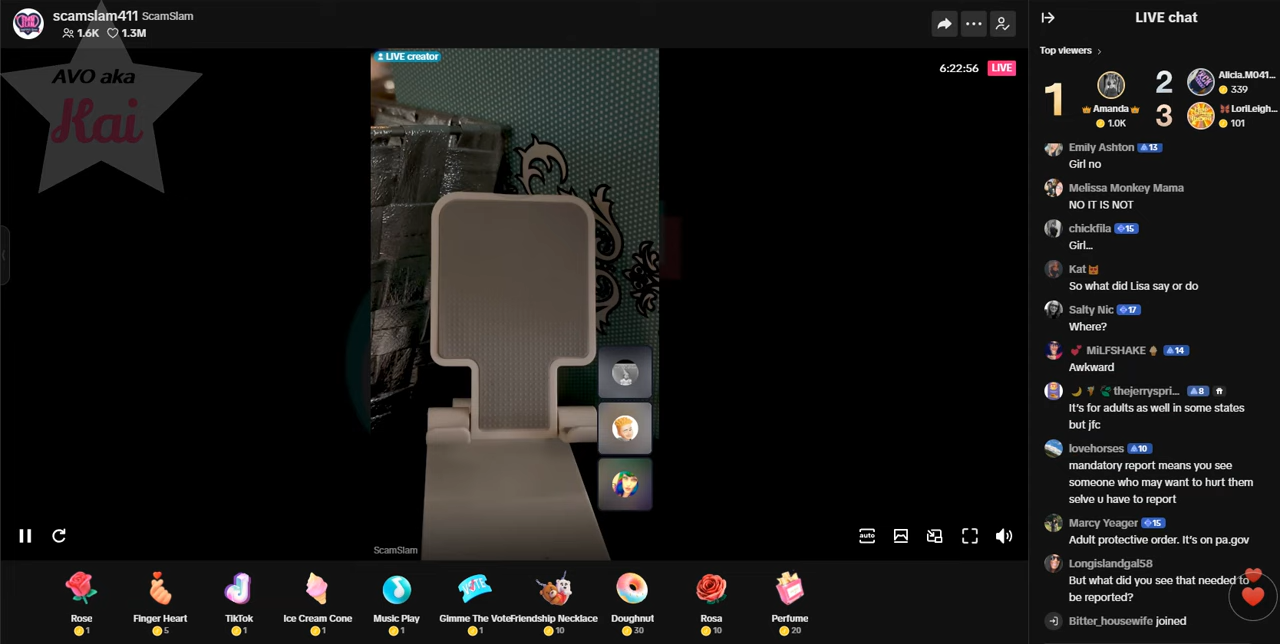 scamslam411 ScamSlam
1.6K 1.3M
AVO aka
Kai
LIVE creator
6:22:56 LIVE
ScamSlam
auto
Rose
1
Finger Heart
5
TikTok
1
Ice Cream Cone
1
Music Play
1
Gimme The Vote
1
Friendship Necklace
10
Doughnut
30
Rosa
10
Perfume
20
LIVE chat
Top viewers
1
Amanda
1.0K
2
Alicia.M041...
339
3
LoriLeigh...
101
Emily Ashton 13
Girl no
Melissa Monkey Mama
NO IT IS NOT
chickfila 15
Girl...
Kat
So what did Lisa say or do
Salty Nic 17
Where?
MiLFSHAKE 14
Awkward
thejerryspri... 8
It's for adults as well in some states
but jfc
lovehorses 10
mandatory report means you see
someone who may want to hurt them
selve u have to report
Marcy Yeager 15
Adult protective order. It's on pa.gov
Longislandgal58
But what did you see that needed to
be reported?
Bitter_housewife joined